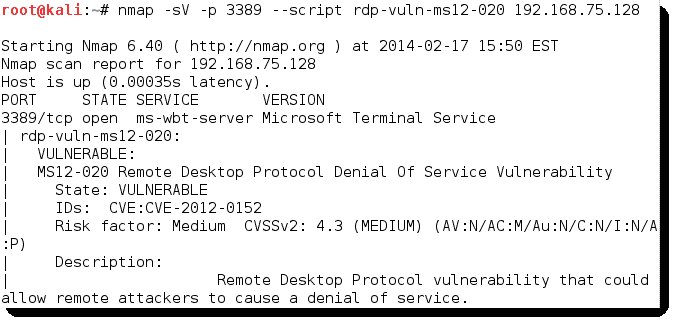 root@kali:~# nmap -sV -p 3389 --script rdp-vuln-ms12-020 192.168.75.128
Starting Nmap 6.40 ( http://nmap.org ) at 2014-02-17 15:50 EST
Nmap scan report for 192.168.75.128
Host is up (0.00035s latency).
PORT     STATE SERVICE       VERSION
3389/tcp open  ms-wbt-server Microsoft Terminal Service
| rdp-vuln-ms12-020:
|   VULNERABLE:
|   MS12-020 Remote Desktop Protocol Denial Of Service Vulnerability
|     State: VULNERABLE
|     IDs:  CVE:CVE-2012-0152
|     Risk factor: Medium  CVSSv2: 4.3 (MEDIUM) (AV:N/AC:M/Au:N/C:N/I:N/A
:P)
|     Description:
|                   Remote Desktop Protocol vulnerability that could
allow remote attackers to cause a denial of service.